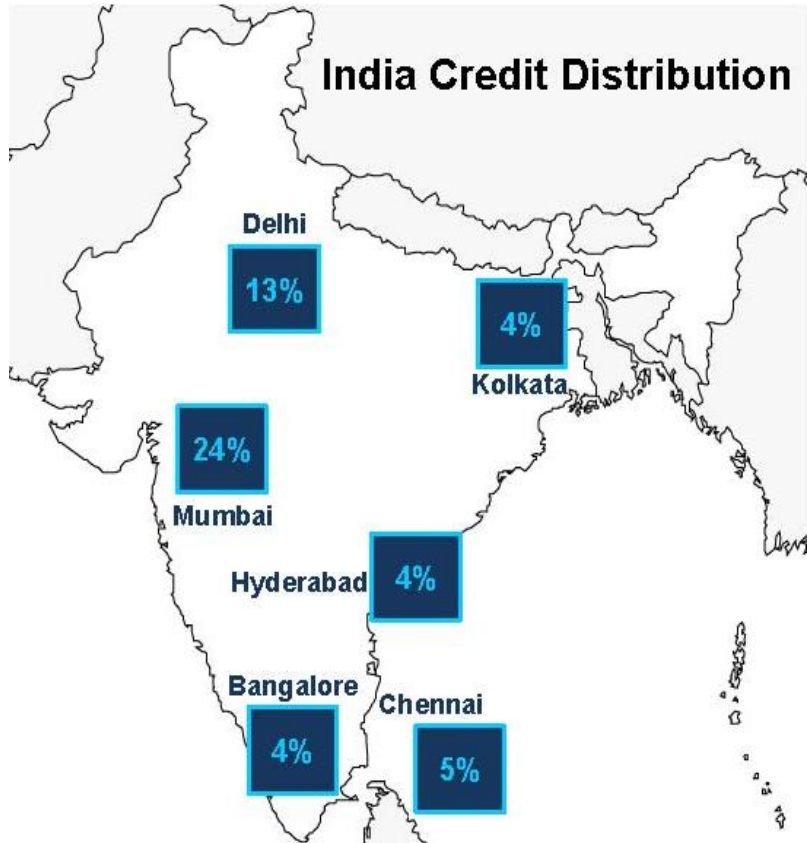 India Credit Distribution
Delhi
13%
4%
Kolkata
24%
Mumbai
Hyderabad
4%
Bangalore
4%
Chennai
5%